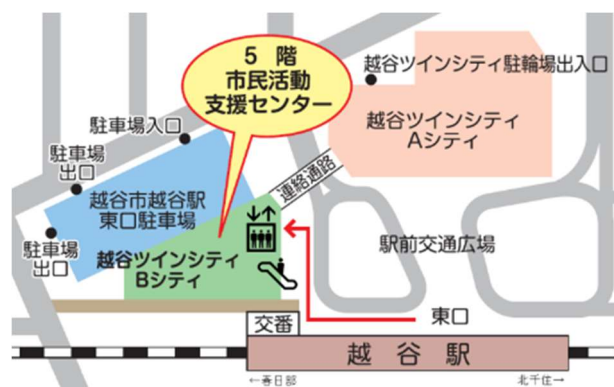 5 階
市民活動
支援センター
越谷ツインシティ駐輪場出入口
越谷ツインシティ
Aシティ
駐車場入口
駐車場
出口
連絡通路
越谷市越谷駅
東口駐車場
駐車場
出口
越谷ツインシティ
Bシティ
駅前交通広場
交番
東口
越谷駅
←春日部
北千住→